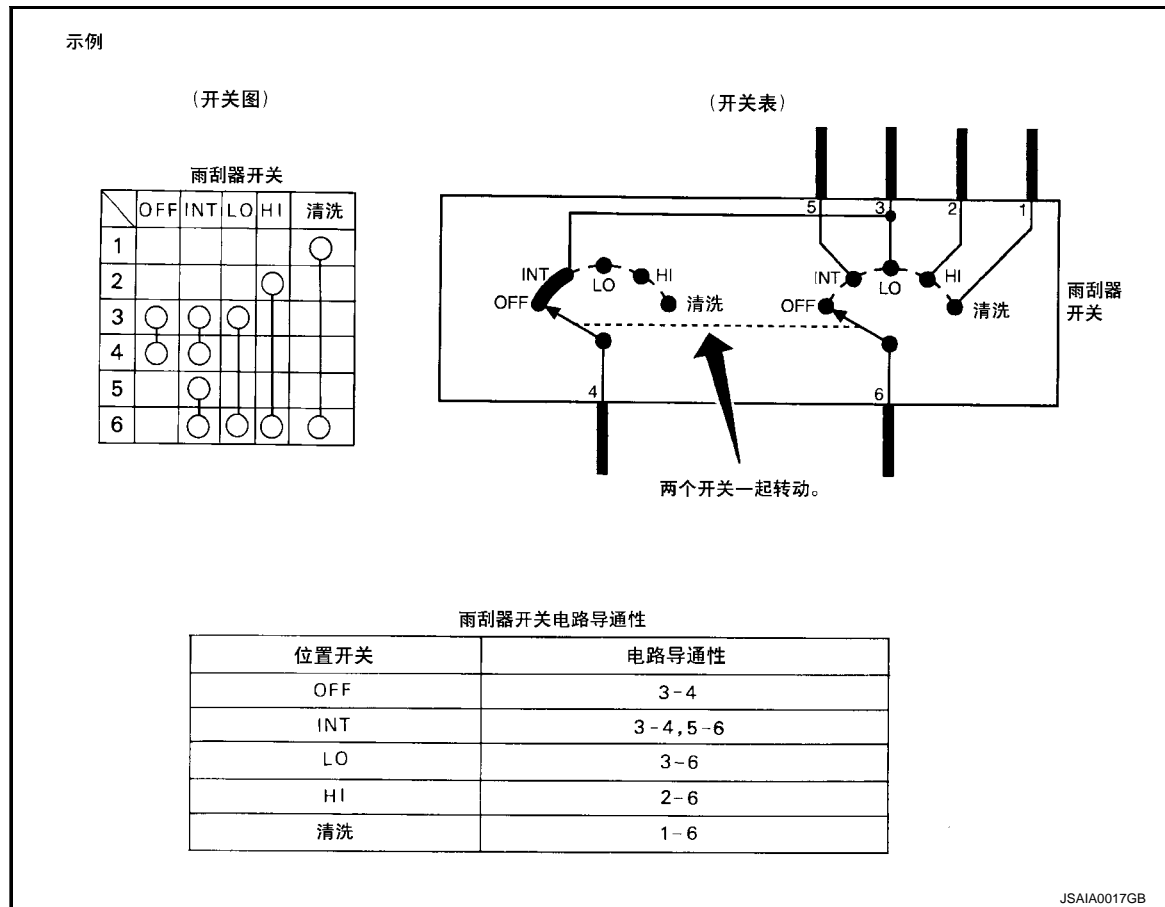 示例
(开关图)
(开关表)
雨刮器开关
OFF INT LO HI 清洗
1
2
3
4
5
6
5 3 2 1
INT LO HI
OFF 清洗
INT LO HI
OFF 清洗
雨刮器
开关
4 6
两个开关一起转动。
雨刮器开关电路导通性
位置开关 电路导通性
OFF 3-4
INT 3-4,5-6
LO 3-6
HI 2-6
清洗 1-6
JSAIA0017GB